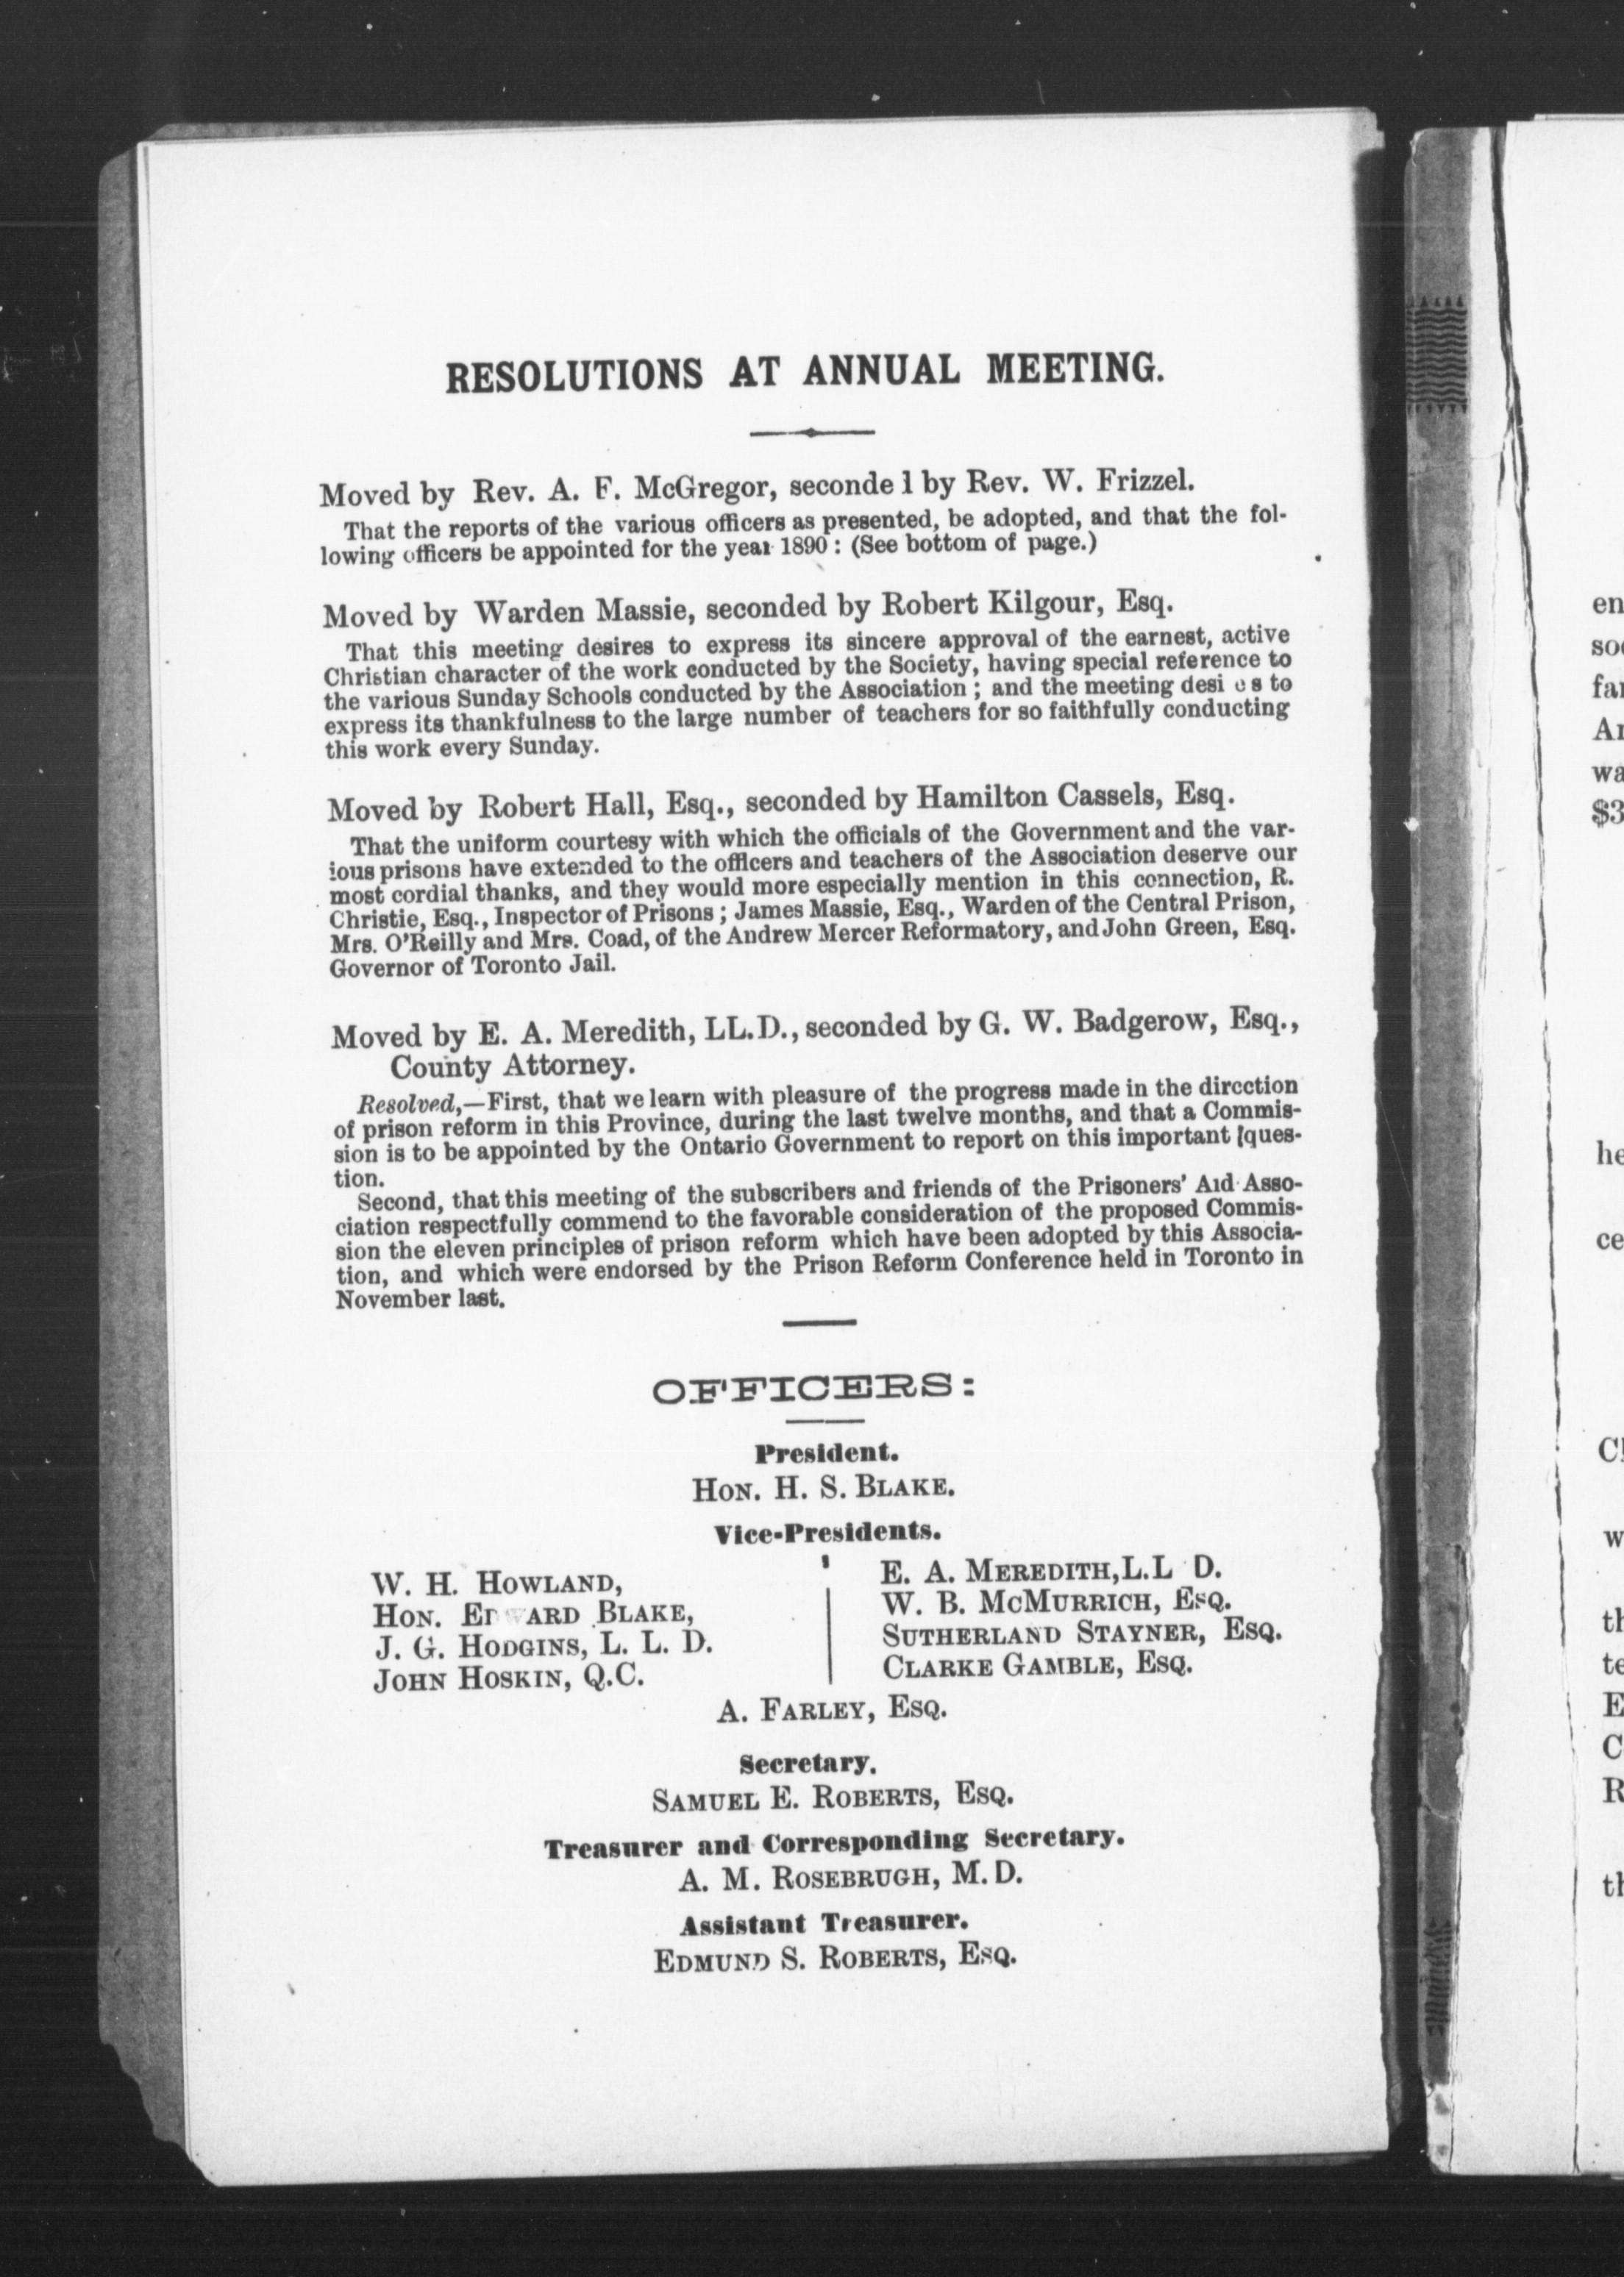 RESOLUTIONS AT ANNUAL MEETING.
Moved by Rev. A. F. McGregor, seconde l by Rev. W. Frizzel.
That the reports of the various officers as presented, be adopted, and that the fol-
lowing officers be appointed for the year 1890 : (See bottom of page.)
Moved by Warden Massie, seconded by Robert Kilgour, Esq.
That this meeting desires to express its sincere approval of the earnest, active
Christian character of the work conducted by the Society, having special reference to
the various Sunday Schools conducted by the Association ; and the meeting desi es to
express its thankfulness to the large number of teachers for so faithfully conducting
this work every Sunday.
Moved by Robert Hall, Esq., seconded by Hamilton Cassels, Esq.
That the uniform courtesy with which the officials of the Government and the var-
ious prisons have extended to the officers and teachers of the Association deserve our
most cordial thanks, and they would more especially mention in this connection, R.
Christie, Esq., Inspector of Prisons ; James Massie, Esq., Warden of the Central Prison,
Mrs. O'Reilly and Mrs. Coad, of the Andrew Mercer Reformatory, and John Green, Esq.
Governor of Toronto Jail.
Moved by E. A. Meredith, LL.D., seconded by G. W. Badgerow, Esq.,
County Attorney.
Resolved,—First, that we learn with pleasure of the progress made in the direction
of prison reform in this Province, during the last twelve months, and that a Commis-
sion is to be appointed by the Ontario Government to report on this important [ques-
tion.
Second, that this meeting of the subscribers and friends of the Prisoners' Aid Asso-
ciation respectfully commend to the favorable consideration of the proposed Commis-
sion the eleven principles of prison reform which have been adopted by this Associa-
tion, and which were endorsed by the Prison Reform Conference held in Toronto in
November last.
OFFICERS:
President.
HON. H. S. BLAKE.
Vice-Presidents.
W. H. HOWLAND,
HON. EDWARD BLAKE,
J. G. HODGINS, L. L. D.
JOHN HOSKIN, Q.C.
E. A. MEREDITH, L.L D.
W. B. MCMURRICH, ESQ.
SUTHERLAND STAYNER, ESQ.
CLARKE GAMBLE, ESQ.
A. FARLEY, ESQ.
Secretary.
SAMUEL E. ROBERTS, ESQ.
Treasurer and Corresponding Secretary.
A. M. ROSEBRUGH, M.D.
Assistant Treasurer.
EDMUND S. ROBERTS, ESQ.